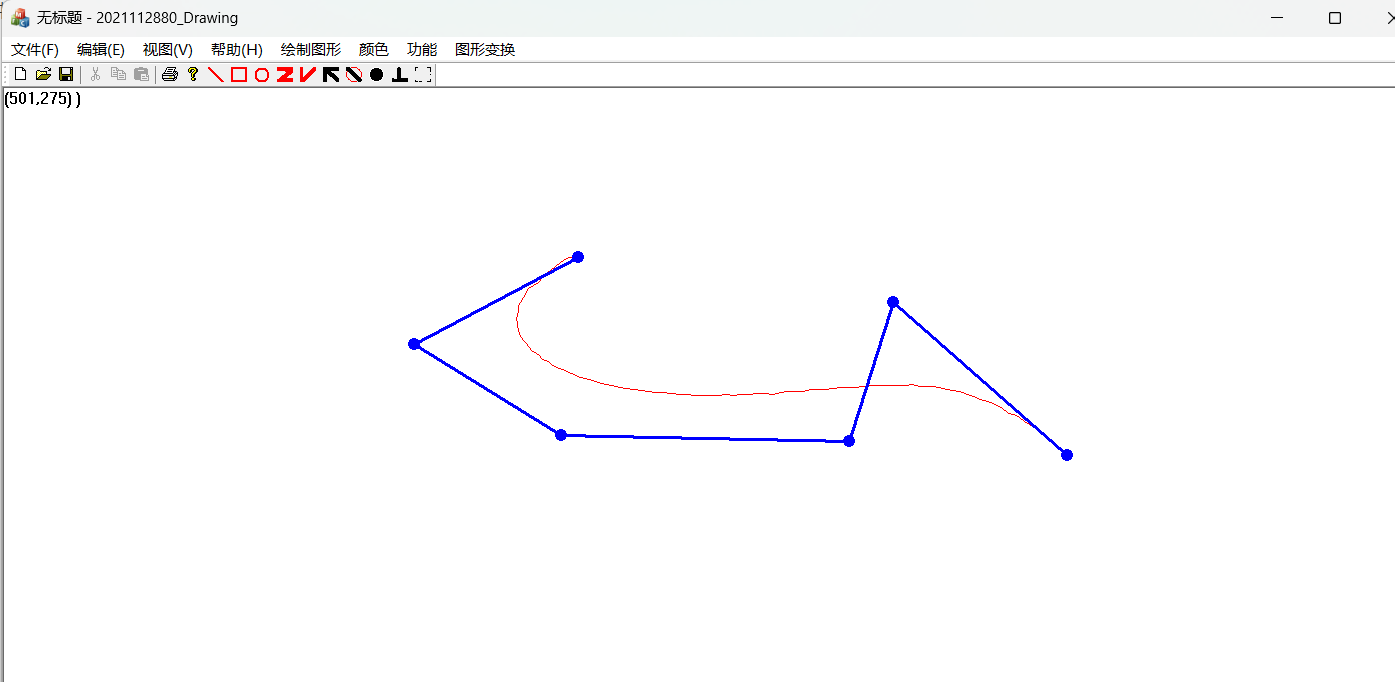 无标题 - 2021112880_Drawing
文件(F) 编辑(E) 视图(V) 帮助(H) 绘制图形 颜色 功能 图形变换
(501,275) )